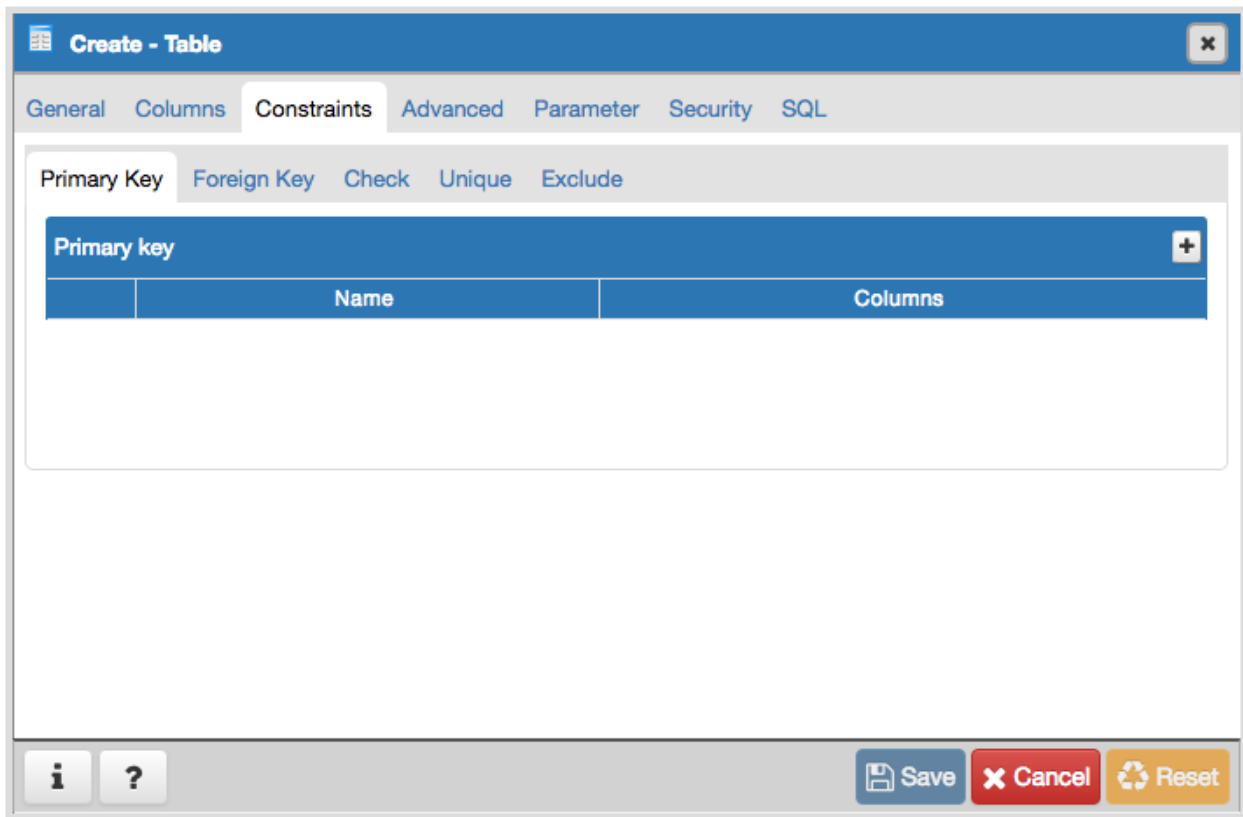 Create - Table
General Columns Constraints Advanced Parameter Security SQL
Primary Key Foreign Key Check Unique Exclude
Primary key
Name Columns
i ? Save Cancel Reset